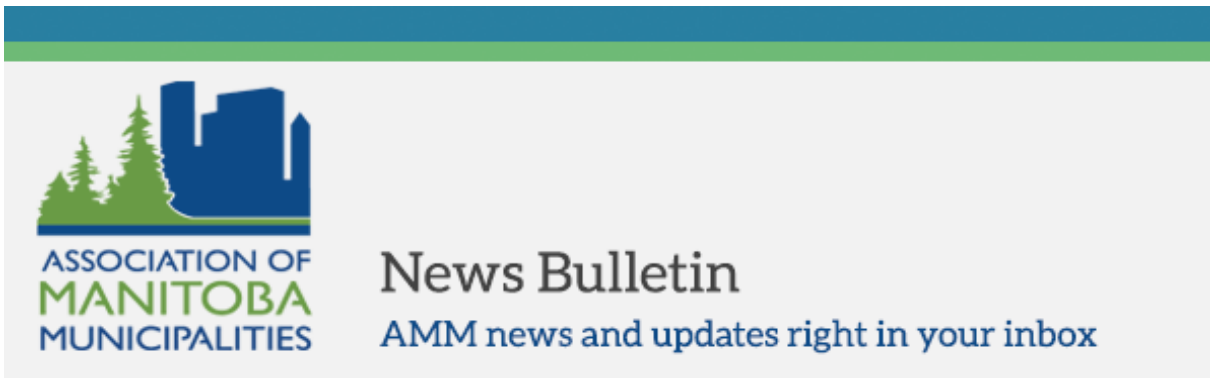 ASSOCIATION OF
MANITOBA
MUNICIPALITIES
News Bulletin
AMM news and updates right in your inbox